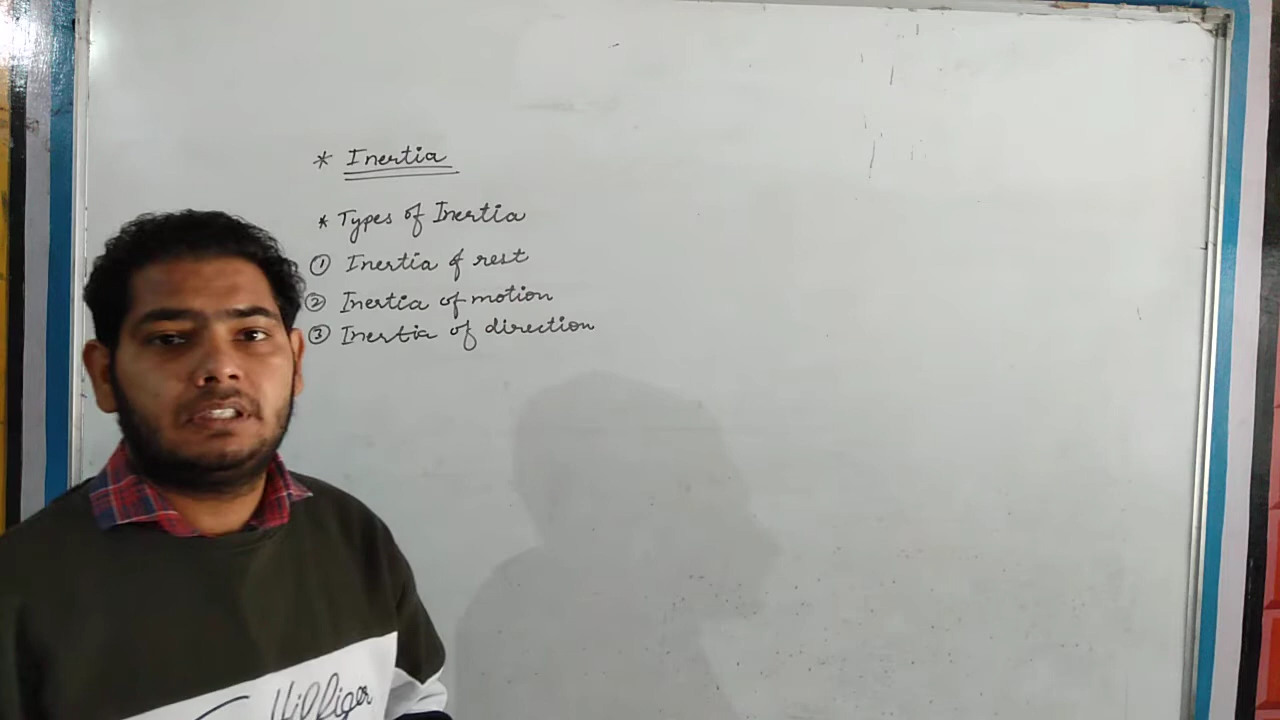 * Inertia
* Types of Inertia
① Inertia of rest
② Inertia of motion
③ Inertia of direction
Hilfiger